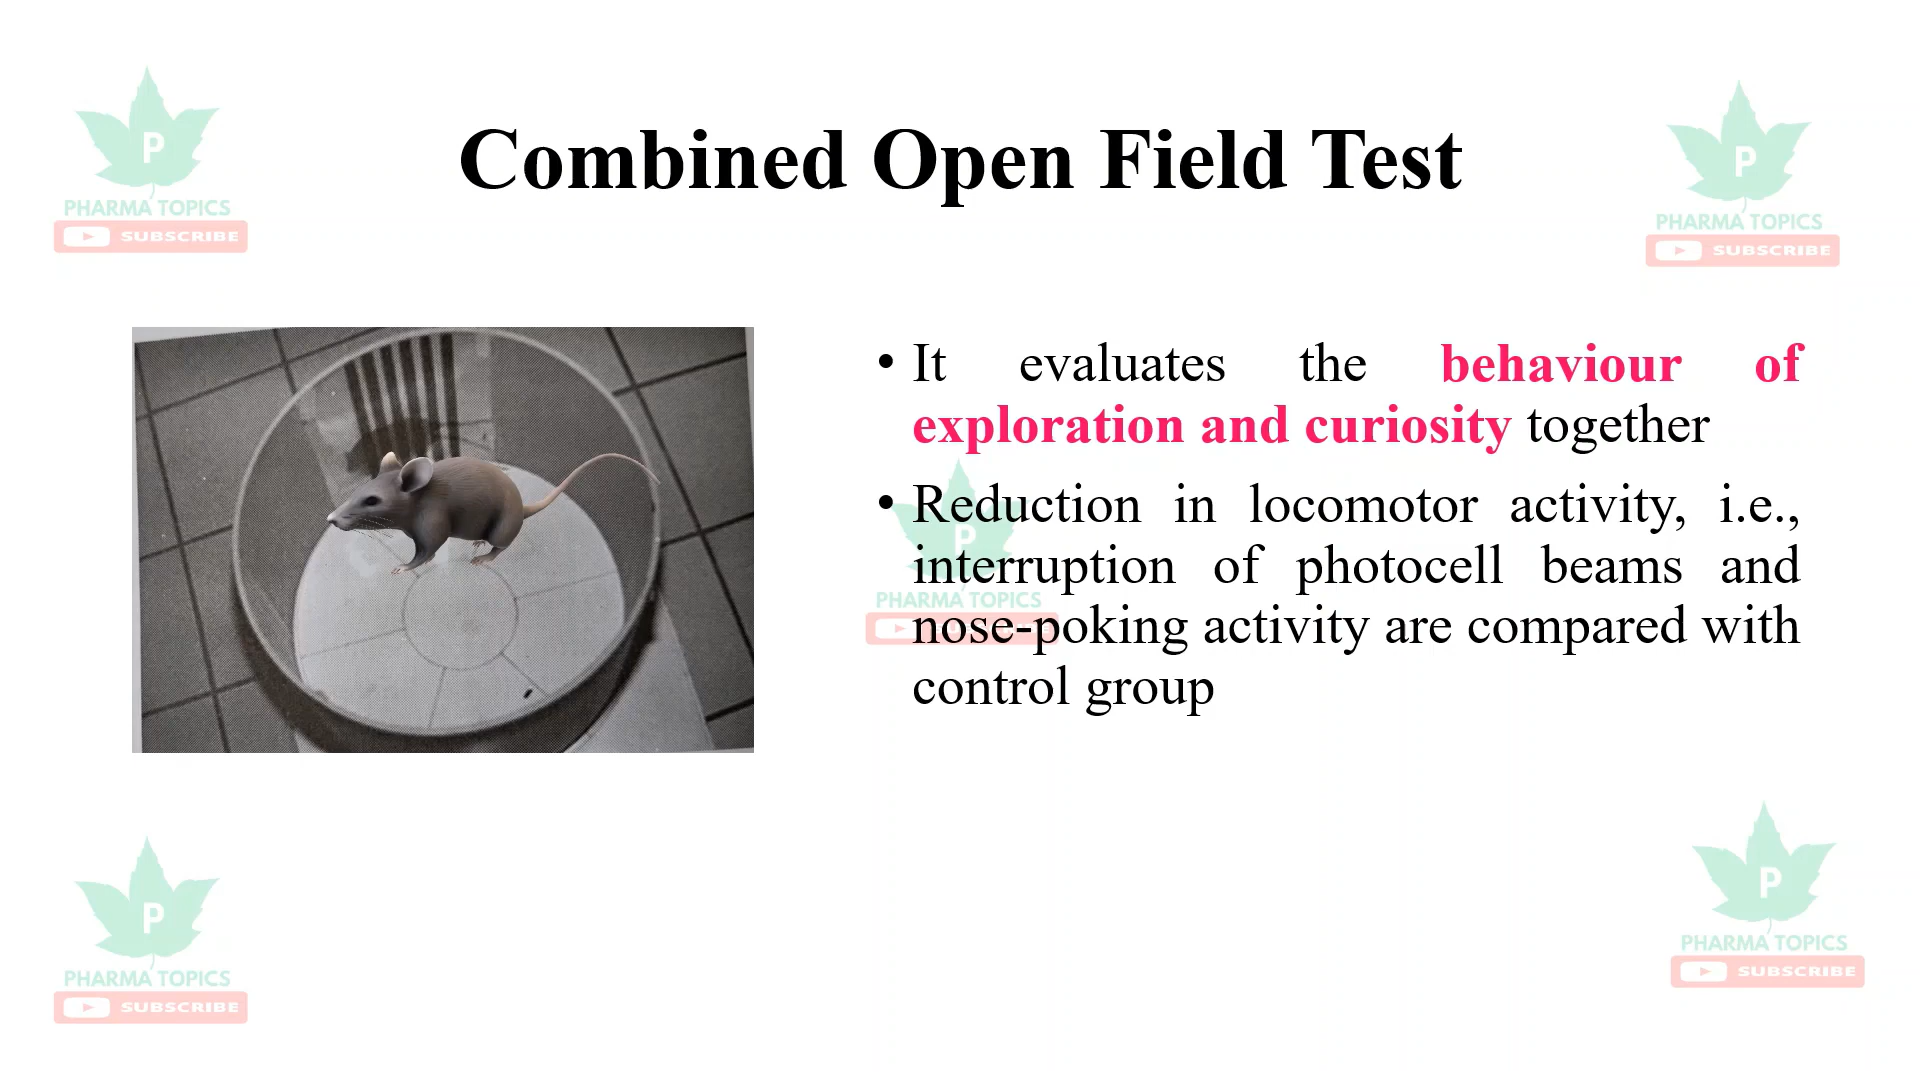 P
PHARMA TOPICS
SUBSCRIBE
P
PHARMA TOPICS
SUBSCRIBE
Combined Open Field Test
• It evaluates the behaviour of
exploration and curiosity together
• Reduction in locomotor activity, i.e.,
interruption of photocell beams and
nose-poking activity are compared with
control group
P
PHARMA TOPICS
P
PHARMA TOPICS
SUBSCRIBE
P
PHARMA TOPICS
SUBSCRIBE